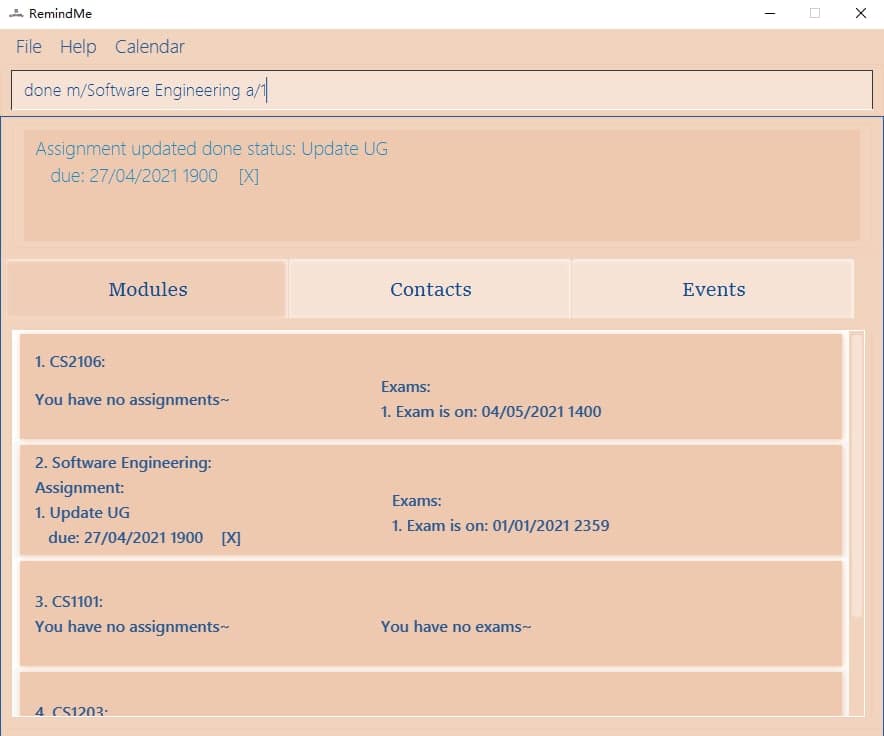 RemindMe
File Help Calendar
done m/Software Engineering a/1
Assignment updated done status: Update UG
due: 27/04/2021 1900 [X]
Modules Contacts Events
1. CS2106:
You have no assignments~
Exams:
1. Exam is on: 04/05/2021 1400
2. Software Engineering:
Assignment:
1. Update UG
due: 27/04/2021 1900 [X]
Exams:
1. Exam is on: 01/01/2021 2359
3. CS1101:
You have no assignments~
You have no exams~
4. CS1203: